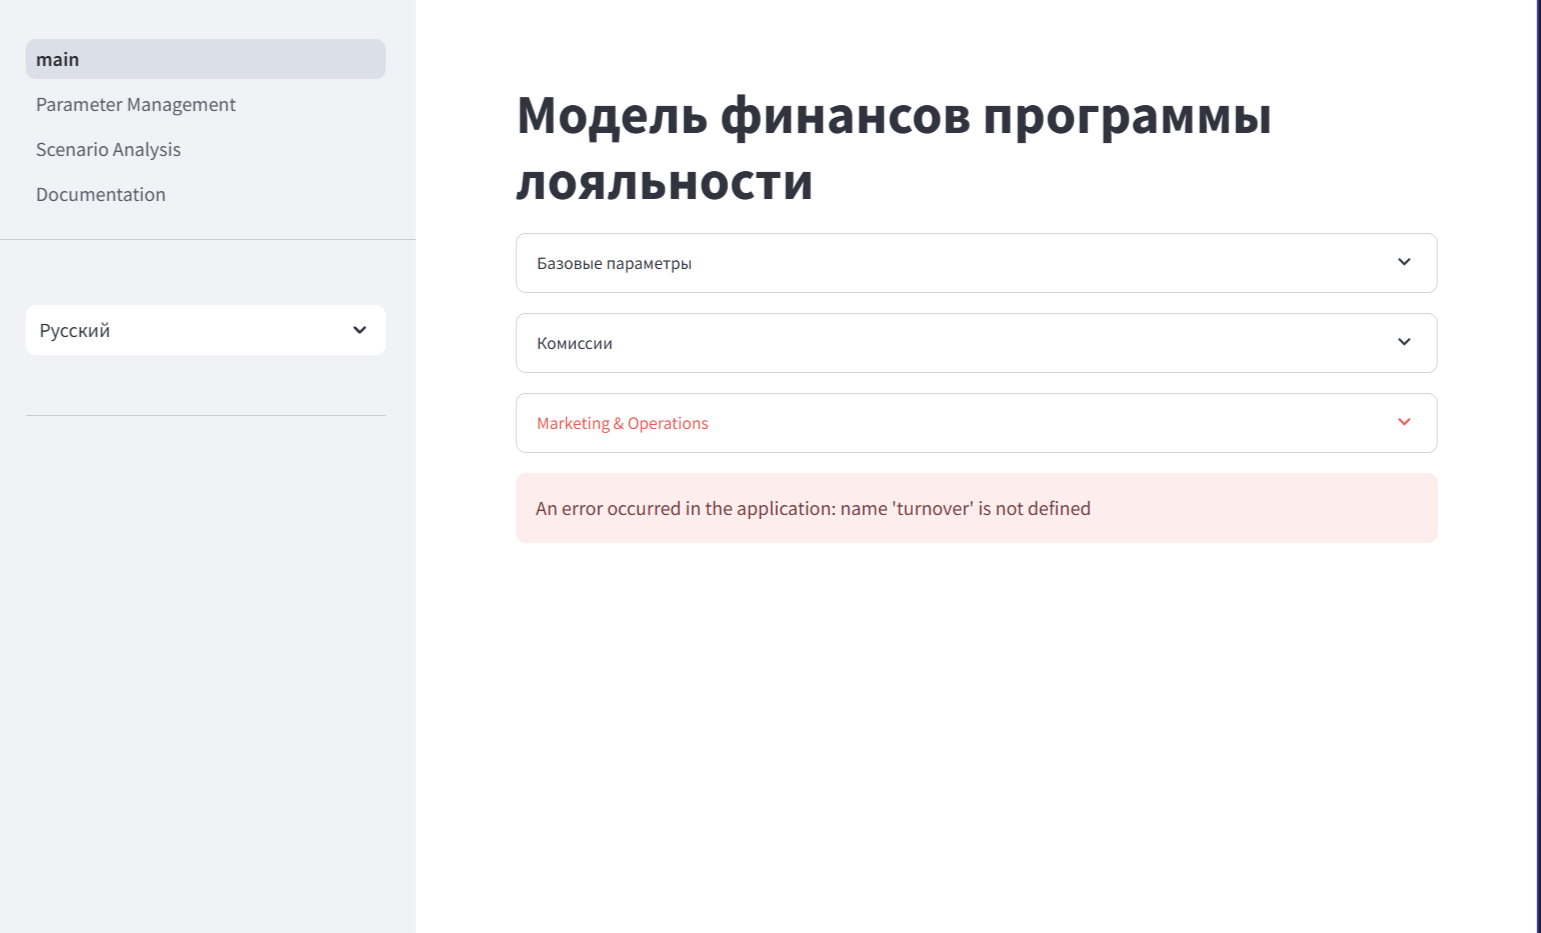 main
Parameter Management
Scenario Analysis
Documentation
Русский
Модель финансов программы
лояльности
Базовые параметры
Комиссии
Marketing & Operations
An error occurred in the application: name 'turnover' is not defined